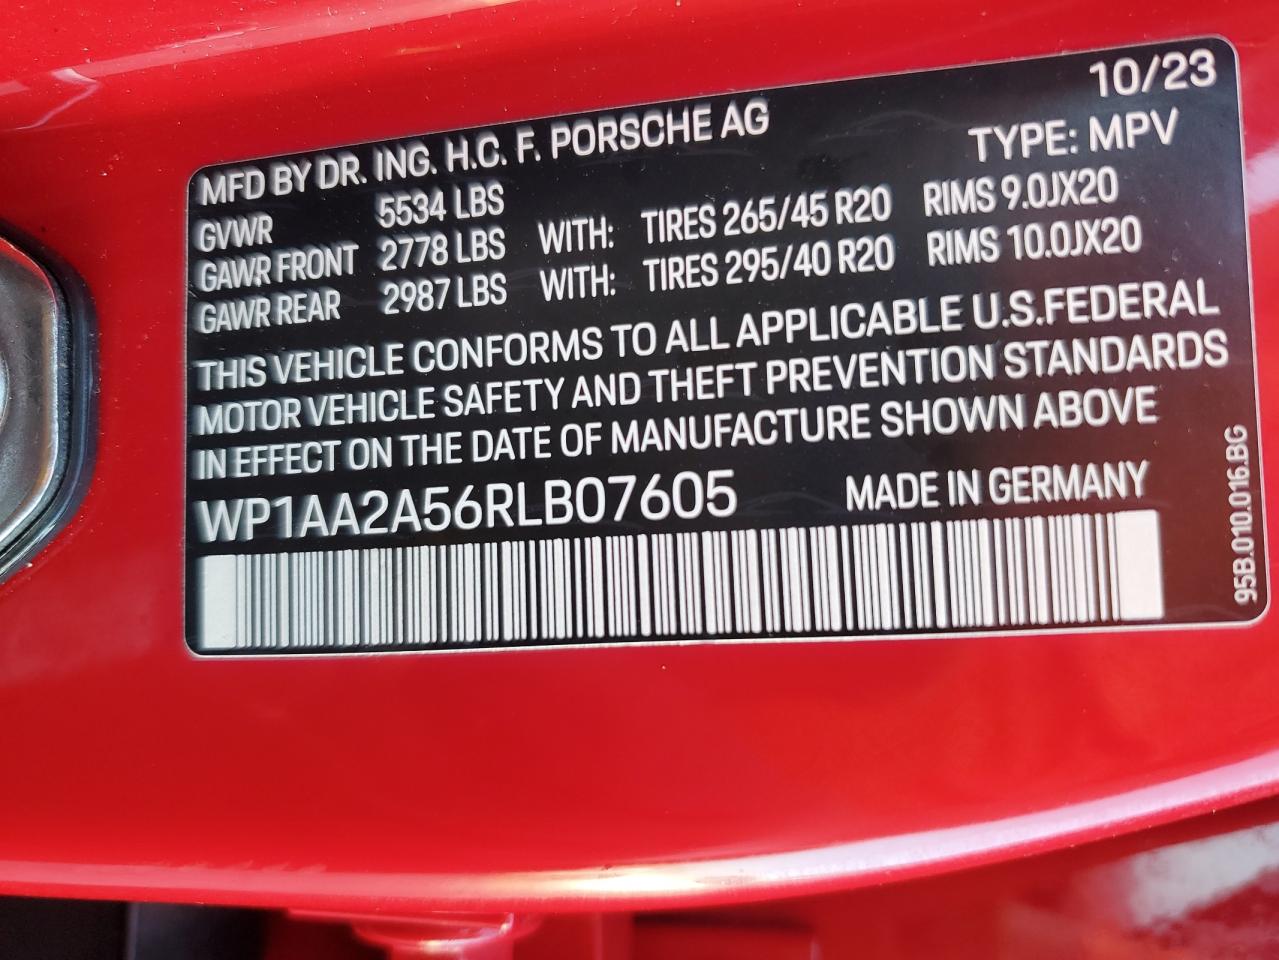 10/23
MFD BY DR. ING. H.C. F. PORSCHE AG TYPE: MPV
GVWR 5534 LBS
GAWR FRONT 2778 LBS WITH: TIRES 265/45 R20 RIMS 9.0JX20
GAWR REAR 2987 LBS WITH: TIRES 295/40 R20 RIMS 10.0JX20
THIS VEHICLE CONFORMS TO ALL APPLICABLE U.S.FEDERAL
MOTOR VEHICLE SAFETY AND THEFT PREVENTION STANDARDS
IN EFFECT ON THE DATE OF MANUFACTURE SHOWN ABOVE
WP1AA2A56RLB07605 MADE IN GERMANY
95B.010.016.BG